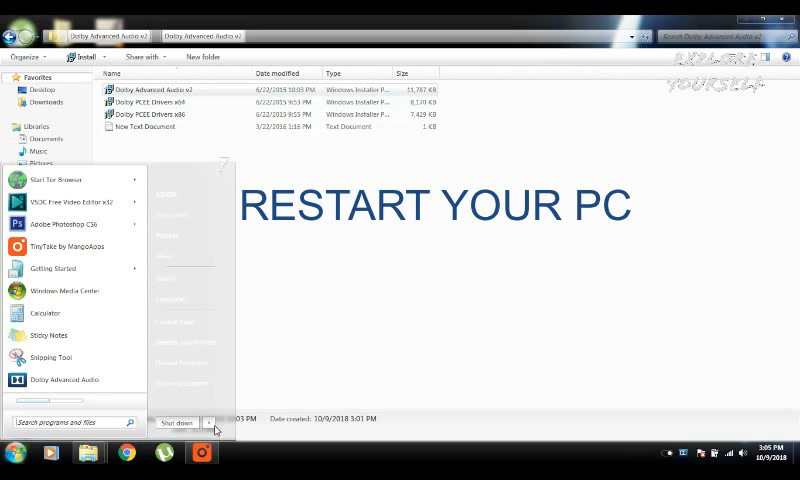 Dolby Advanced Audio v2
Dolby Advanced Audio v2
Search Dolby Advanced Audio v2
Organize
Install
Share with
New folder
EXPLORE
YOURSELF
Favorites
Desktop
Downloads
Libraries
Documents
Music
Pictures
Name
Date modified
Type
Size
Dolby Advanced Audio v2 6/22/2015 10:03 PM Windows Installer P... 11,787 KB
Dolby PCEE Drivers x64 6/22/2015 9:53 PM Windows Installer P... 8,170 KB
Dolby PCEE Drivers x86 6/22/2015 9:55 PM Windows Installer P... 7,429 KB
New Text Document 3/22/2016 1:16 PM Text Document 1 KB
RESTART YOUR PC
Start Tor Browser
VSDC Free Video Editor x32
Adobe Photoshop CS6
TinyTake by MangoApps
Getting Started
Windows Media Center
Calculator
Sticky Notes
Snipping Tool
Dolby Advanced Audio
Search programs and files
Shut down
03 PM
Date created: 10/9/2018 3:01 PM
3:05 PM
10/9/2018